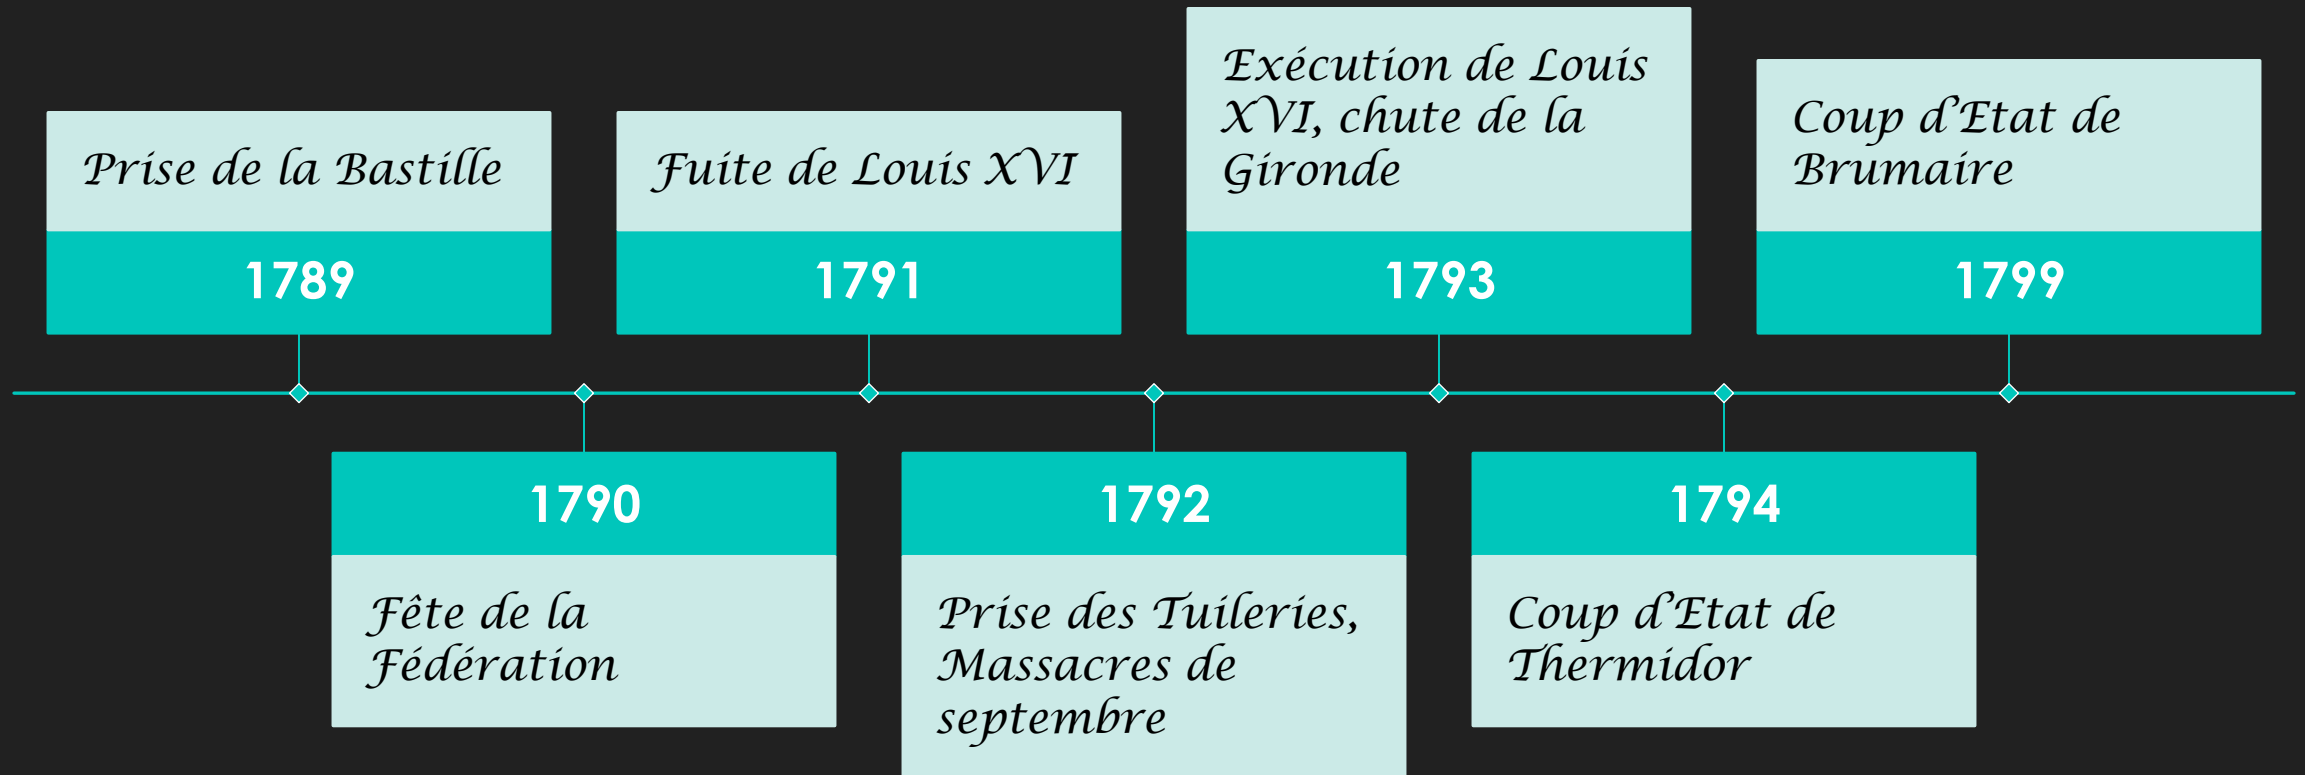 Prise de la Bastille
1789
1790
Fête de la
Fédération
Fuite de Louis XVI
1791
1792
Prise des Tuileries,
Massacres de
septembre
Exécution de Louis
XVI, chute de la
Gironde
1793
1794
Coup d'Etat de
Thermidor
Coup d'Etat de
Brumaire
1799